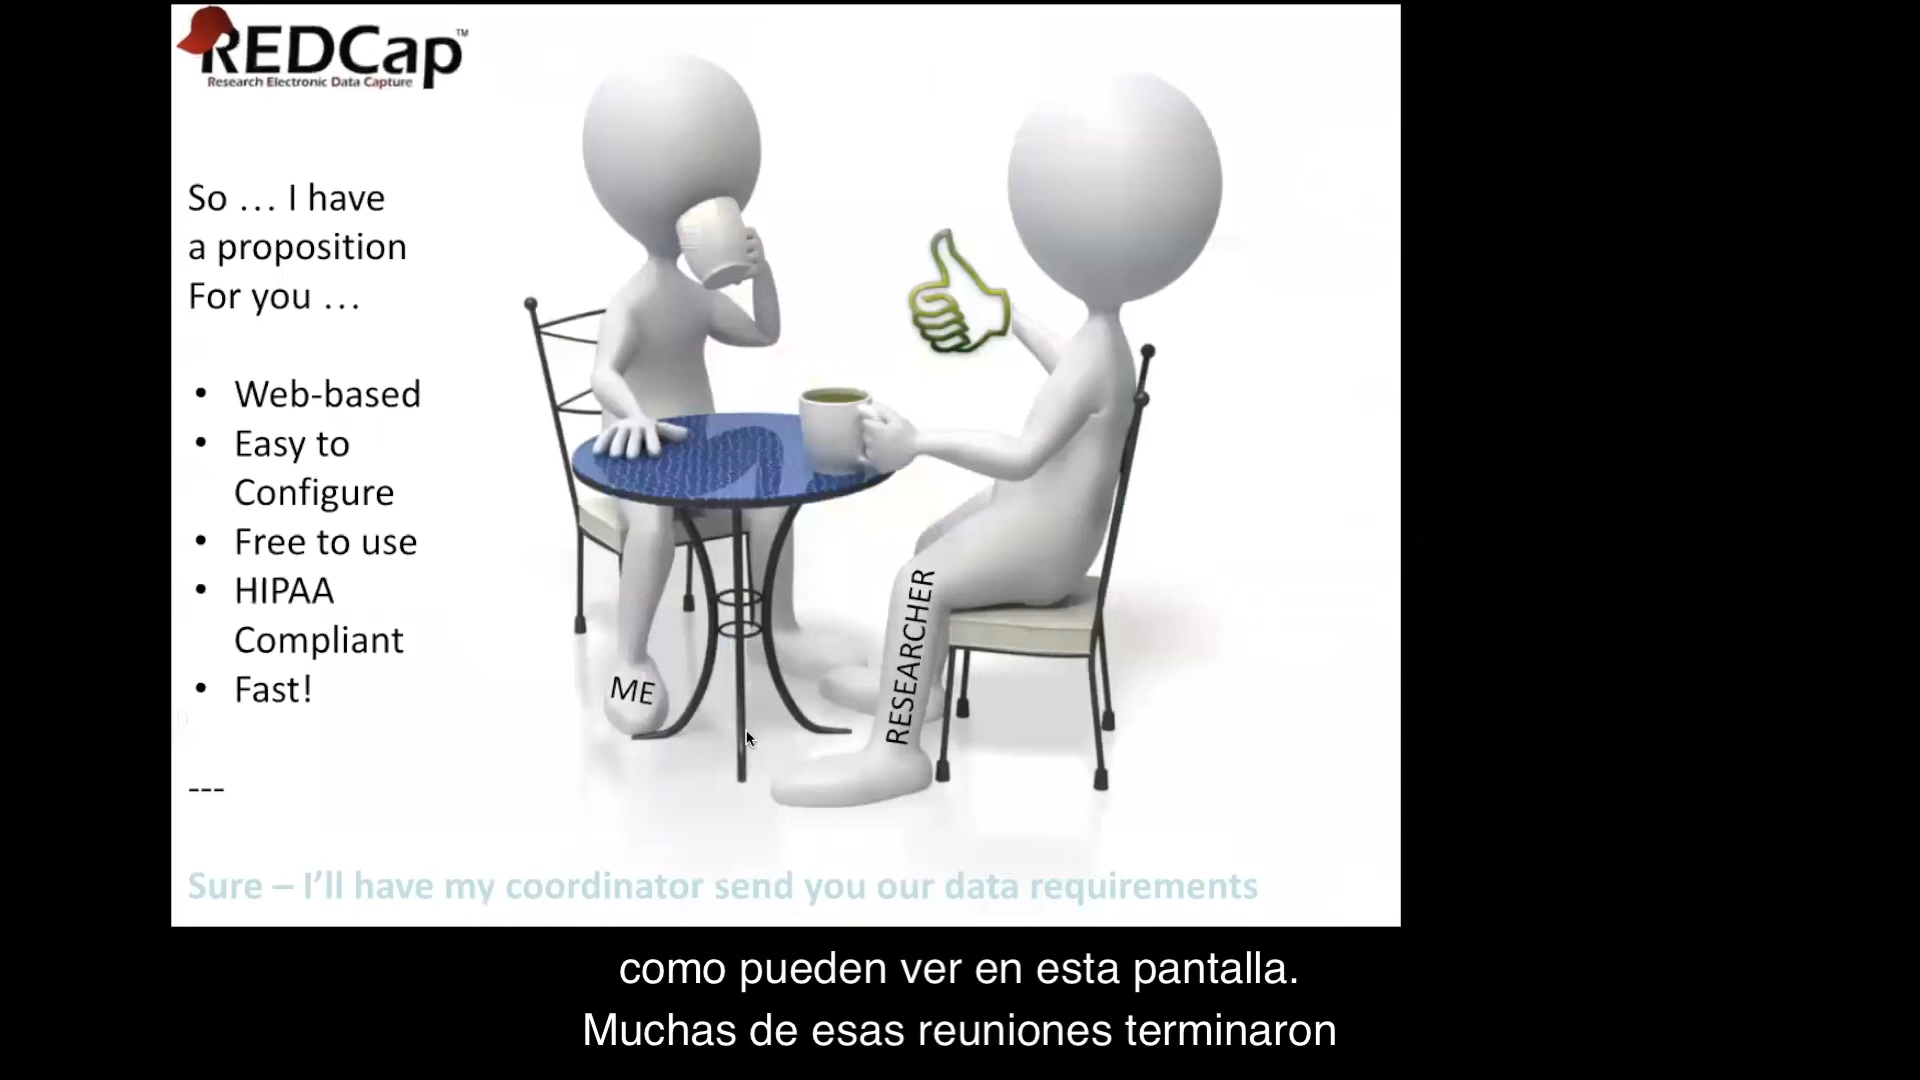 REDCap™
Research Electronic Data Capture
So … I have
a proposition
For you …
• Web-based
• Easy to
Configure
• Free to use
• HIPAA
Compliant
• Fast!
---
ME
RESEARCHER
Sure – I’ll have my coordinator send you our data requirements
como pueden ver en esta pantalla.
Muchas de esas reuniones terminaron